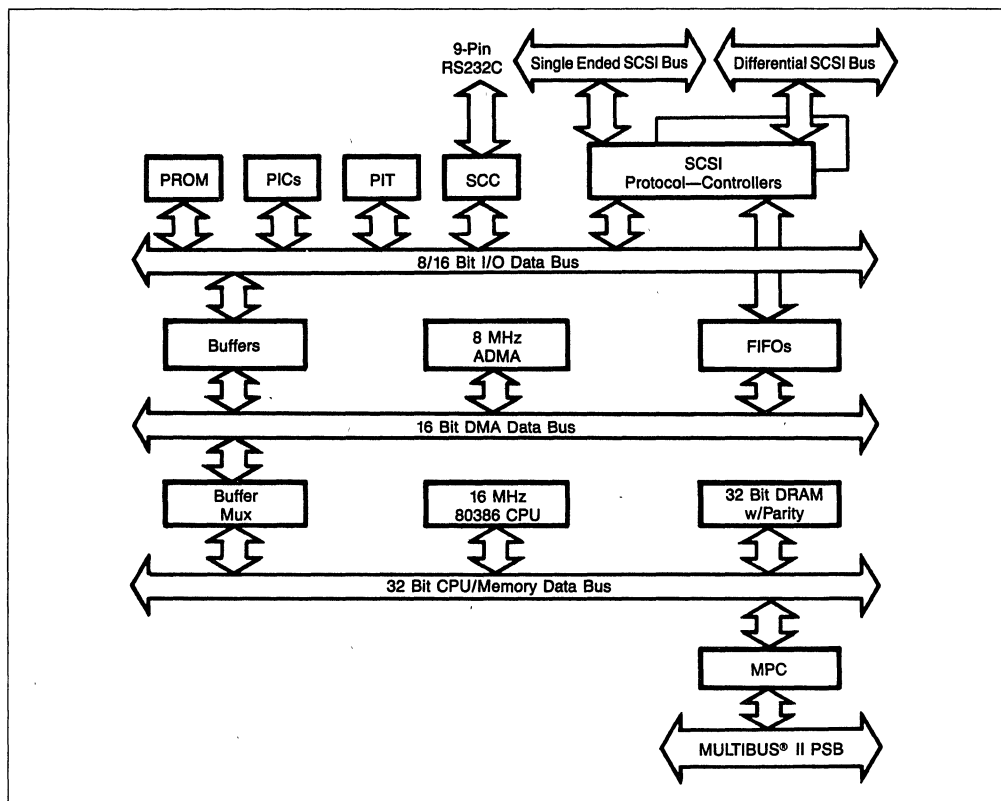 9-Pin
RS232C
Single Ended SCSI Bus
Differential SCSI Bus
PROM
PICs
PIT
SCC
SCSI
Protocol—Controllers
8/16 Bit I/O Data Bus
Buffers
8 MHz
ADMA
FIFOs
16 Bit DMA Data Bus
Buffer
Mux
16 MHz
80386 CPU
32 Bit DRAM
w/Parity
32 Bit CPU/Memory Data Bus
MPC
MULTIBUS® II PSB